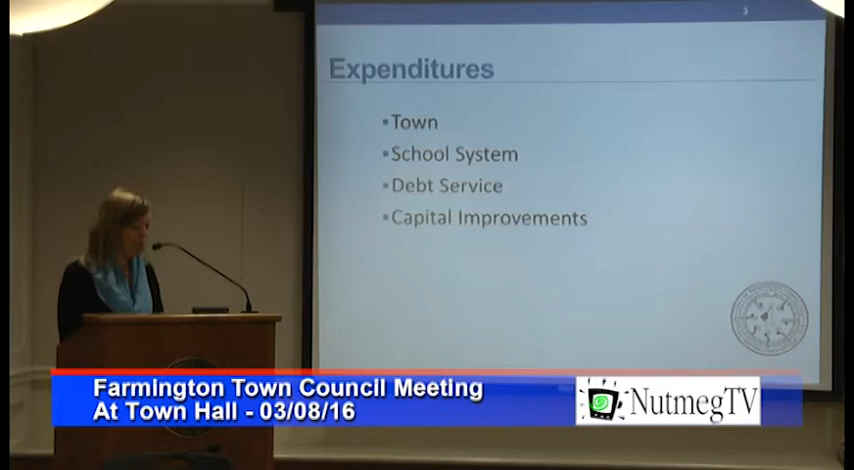 3
Expenditures
▪Town
▪School System
▪Debt Service
▪Capital Improvements
Farmington Town Council Meeting
At Town Hall - 03/08/16
NutmegTV